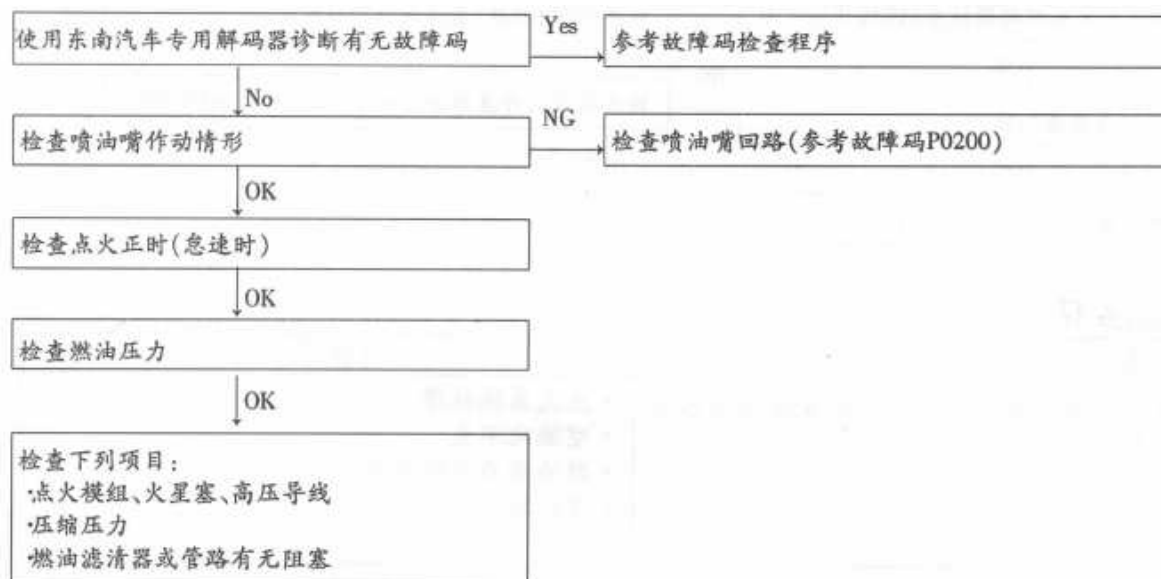 使用东南汽车专用解码器诊断有无故障码
Yes
参考故障码检查程序
No
检查喷油嘴作动情形
NG
检查喷油嘴回路(参考故障码P0200)
OK
检查点火正时(怠速时)
OK
检查燃油压力
OK
检查下列项目:
·点火模组、火星塞、高压导线
·压缩压力
·燃油滤清器或管路有无阻塞